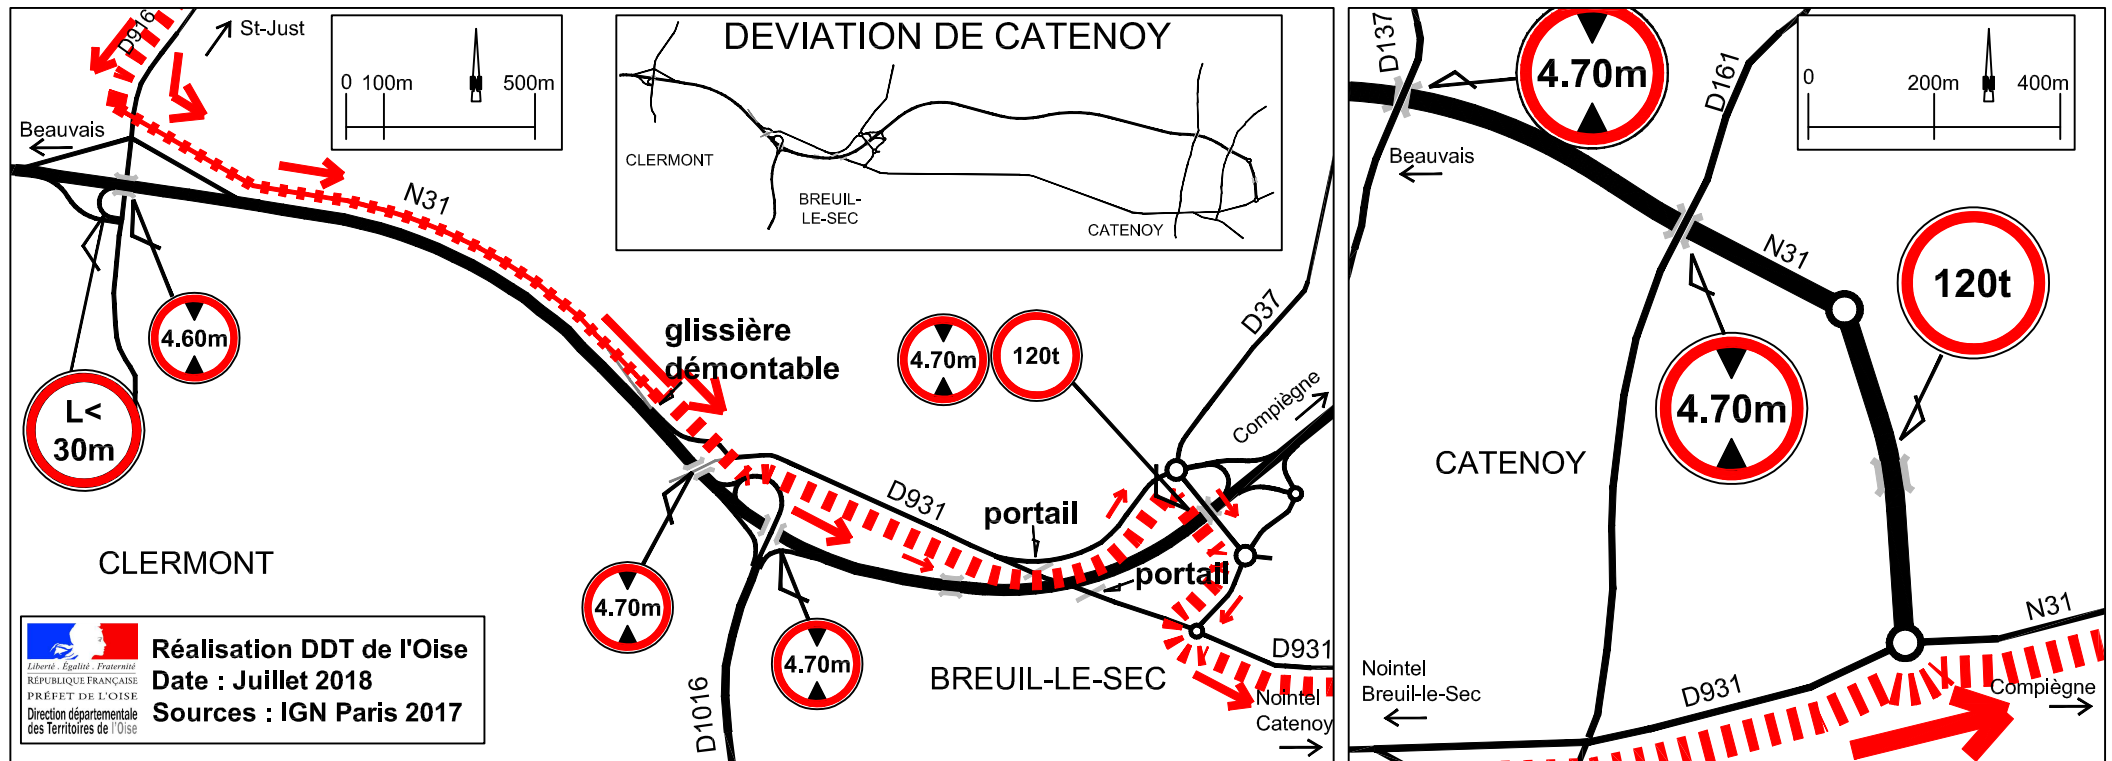 D916
St-Just
Beauvais
0 100m 500m
N31
4.60m
L<
30m
CLERMONT
glissière
démontable
DEVIATION DE CATENOY
CLERMONT
BREUIL-
LE-SEC
CATENOY
4.70m
120t
D37
Compiègne
D931
portail
portail
4.70m
4.70m
D1016
BREUIL-LE-SEC
D931
Nointel
Catenoy
Liberté . Égalité . Fraternité
RÉPUBLIQUE FRANÇAISE
PRÉFET DE L'OISE
Direction départementale
des Territoires de l'Oise
Réalisation DDT de l'Oise
Date : Juillet 2018
Sources : IGN Paris 2017
D137
4.70m
D161
0 200m 400m
N
N
Beauvais
N31
120t
4.70m
CATENOY
N31
Nointel
Breuil-le-Sec
D931
Compiègne